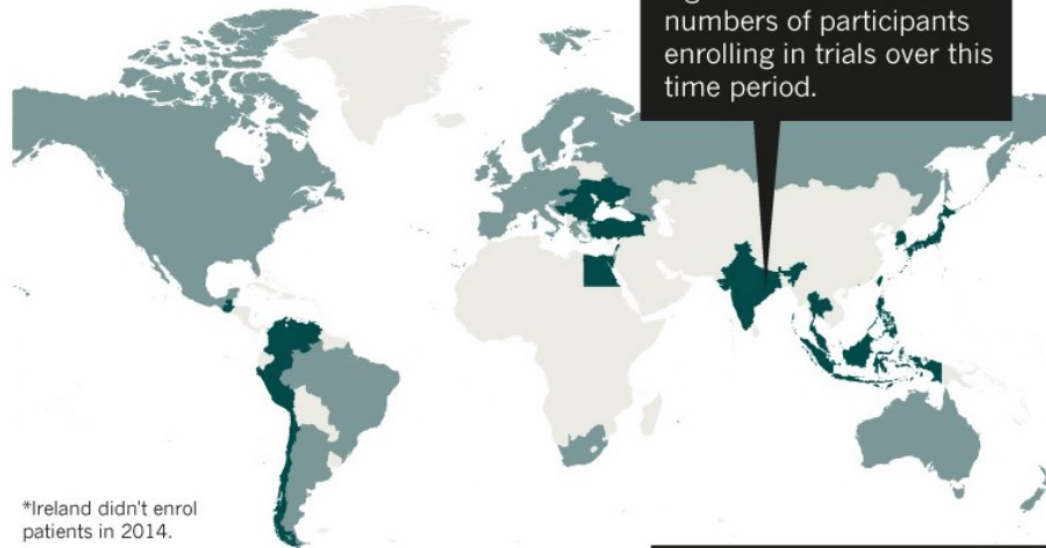 numbers of participants
enrolling in trials over this
time period.
*Ireland didn't enrol
patients in 2014.